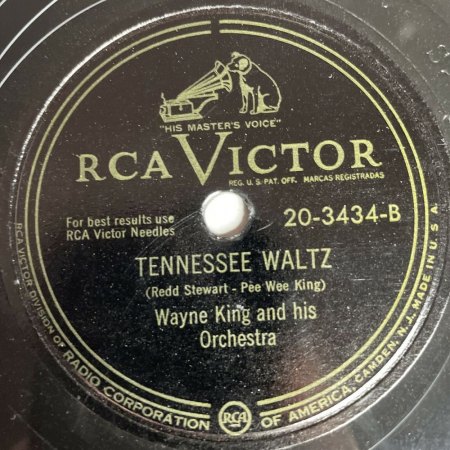 "HIS MASTER'S VOICE"
RCA VICTOR
REG. U.S. PAT. OFF. MARCAS REGISTRADAS
For best results use
RCA Victor Needles
20-3434-B
TENNESSEE WALTZ
(Redd Stewart - Pee Wee King)
Wayne King and his
Orchestra
RCA VICTOR DIVISION OF RADIO CORPORATION OF AMERICA, CAMDEN, N. J. MADE IN U. S. A.
RCA